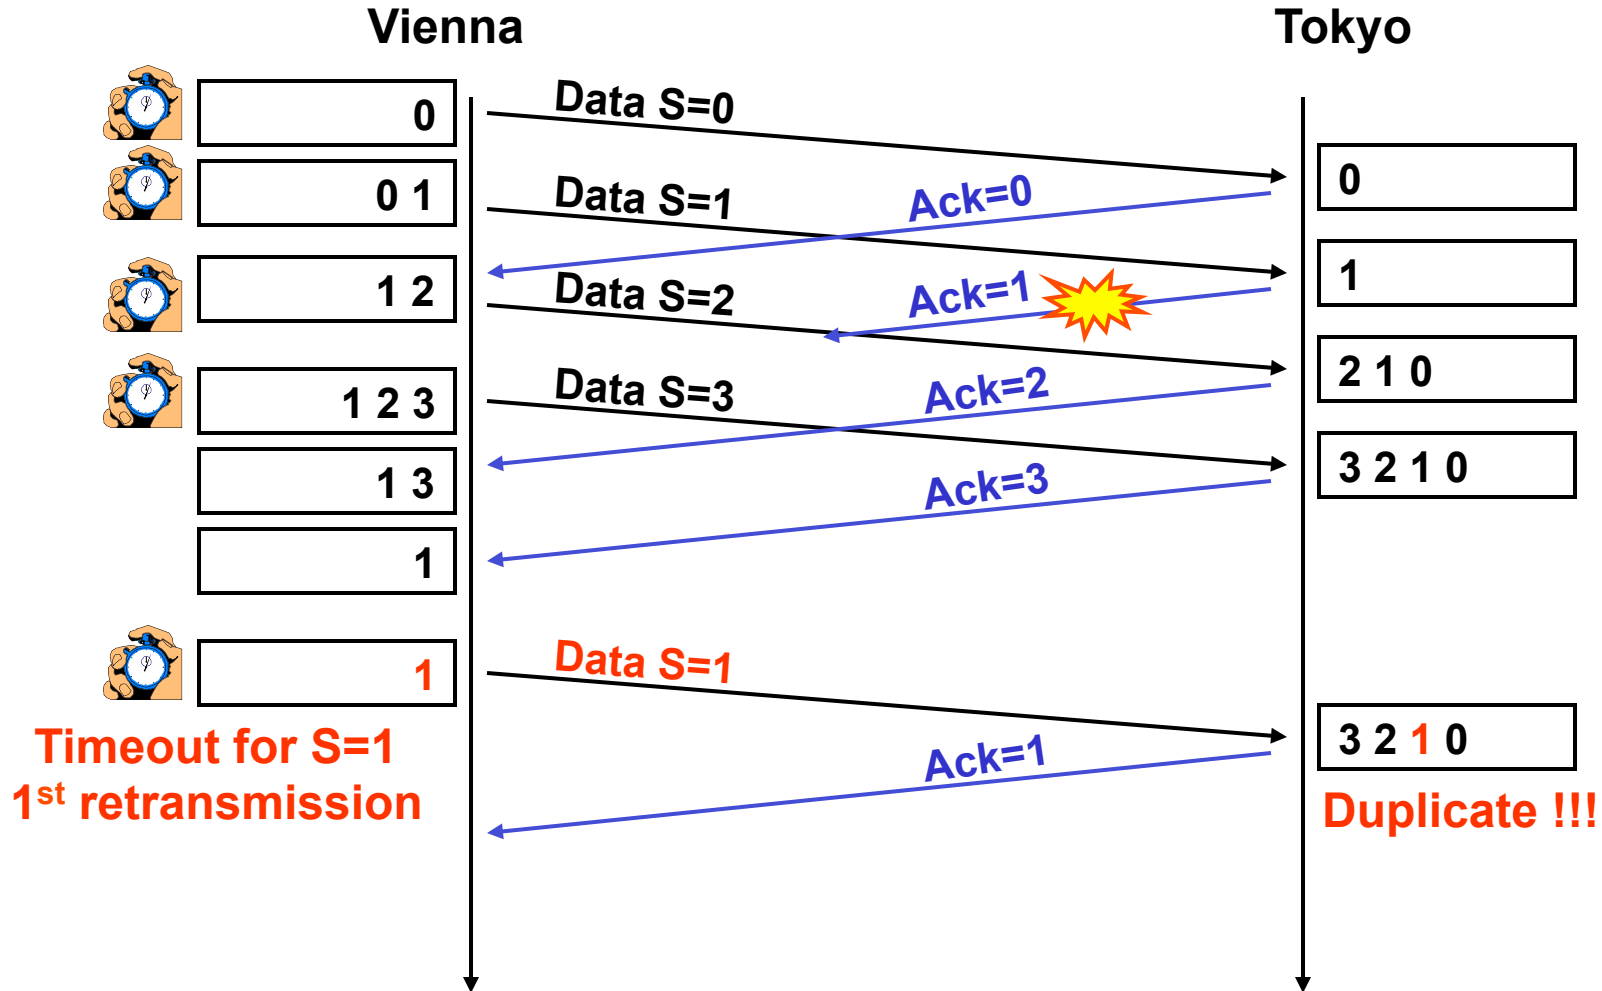 Vienna
Tokyo
0
Data S=0
0
0 1
Data S=1
Ack=0
1
1 2
Data S=2
Ack=1
2 1 0
1 2 3
Data S=3
Ack=2
3 2 1 0
1 3
Ack=3
1
1
Data S=1
3 2 1 0
Timeout for S=1
1st retransmission
Ack=1
Duplicate !!!